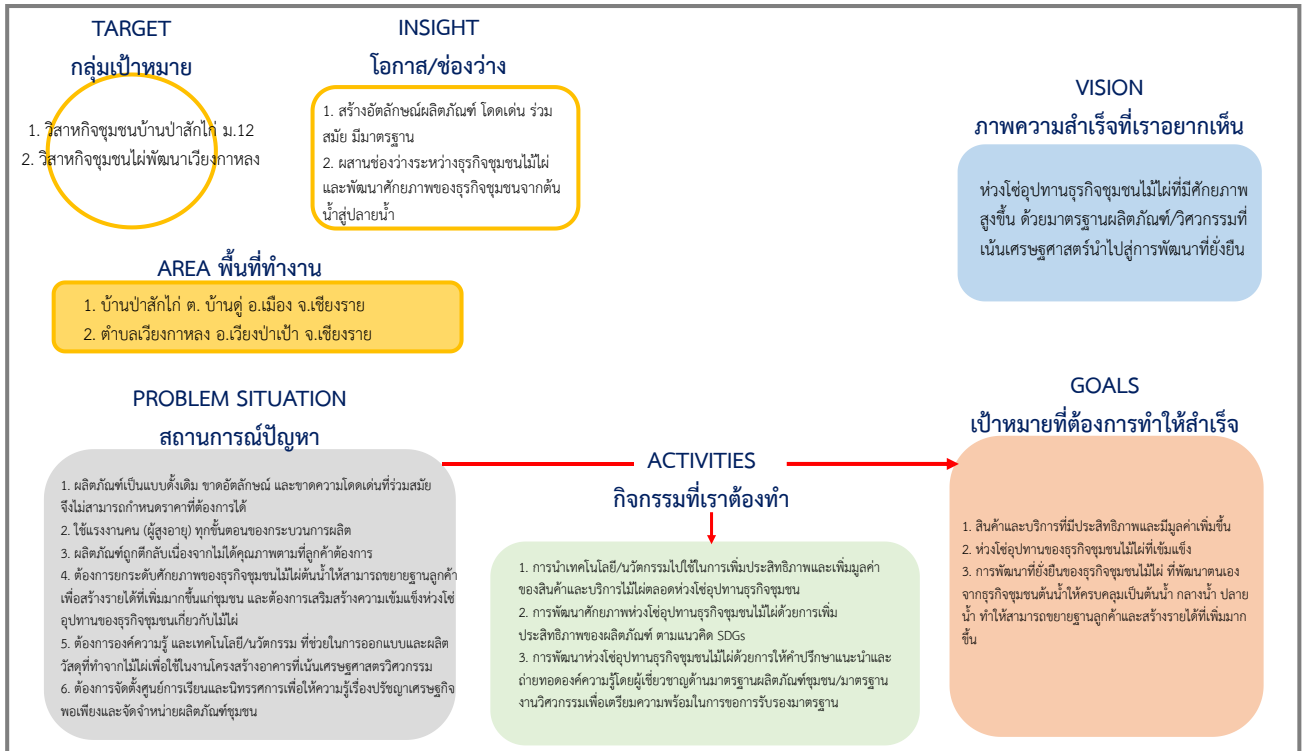 TARGET
กลุ่มเป้าหมาย
1. วิสาหกิจชุมชนบ้านป่าสักไก่ ม.12
2. วิสาหกิจชุมชนไผ่พัฒนาเวียงกาหลง
INSIGHT
โอกาส/ช่องว่าง
1. สร้างอัตลักษณ์ผลิตภัณฑ์ โดดเด่น ร่วม
สมัย มีมาตรฐาน
2. ผสานช่องว่างระหว่างธุรกิจชุมชนไม้ไผ่
และพัฒนาศักยภาพของธุรกิจชุมชนจากต้น
น้ำสู่ปลายน้ำ
VISION
ภาพความสำเร็จที่เราอยากเห็น
ห่วงโซ่อุปทานธุรกิจชุมชนไม้ไผ่ที่มีศักยภาพ
สูงขึ้น ด้วยมาตรฐานผลิตภัณฑ์/วิศวกรรมที่
เน้นเศรษฐศาสตร์นำไปสู่การพัฒนาที่ยั่งยืน
AREA พื้นที่ทำงาน
1. บ้านป่าสักไก่ ต. บ้านดู่ อ.เมือง จ.เชียงราย
2. ตำบลเวียงกาหลง อ.เวียงป่าเป้า จ.เชียงราย
PROBLEM SITUATION
สถานการณ์ปัญหา
1. ผลิตภัณฑ์เป็นแบบดั้งเดิม ขาดอัตลักษณ์ และขาดความโดดเด่นที่ร่วมสมัย
จึงไม่สามารถกำหนดราคาที่ต้องการได้
2. ใช้แรงงานคน (ผู้สูงอายุ) ทุกขั้นตอนของกระบวนการผลิต
3. ผลิตภัณฑ์ถูกตีกลับเนื่องจากไม่ได้คุณภาพตามที่ลูกค้าต้องการ
4. ต้องการยกระดับศักยภาพของธุรกิจชุมชนไม้ไผ่ต้นน้ำให้สามารถขยายฐานลูกค้า
เพื่อสร้างรายได้ที่เพิ่มมากขึ้นแก่ชุมชน และต้องการเสริมสร้างความเข้มแข็งห่วงโซ่
อุปทานของธุรกิจชุมชนเกี่ยวกับไม้ไผ่
5. ต้องการองค์ความรู้ และเทคโนโลยี/นวัตกรรม ที่ช่วยในการออกแบบและผลิต
วัสดุที่ทำจากไม้ไผ่เพื่อใช้ในงานโครงสร้างอาคารที่เน้นเศรษฐศาสตรวิศวกรรม
6. ต้องการจัดตั้งศูนย์การเรียนและนิทรรศการเพื่อให้ความรู้เรื่องปรัชญาเศรษฐกิจ
พอเพียงและจัดจำหน่ายผลิตภัณฑ์ชุมชน
ACTIVITIES
กิจกรรมที่เราต้องทำ
1. การนำเทคโนโลยี/นวัตกรรมไปใช้ในการเพิ่มประสิทธิภาพและเพิ่มมูลค่า
ของสินค้าและบริการไม้ไผ่ตลอดห่วงโซ่อุปทานธุรกิจชุมชน
2. การพัฒนาศักยภาพห่วงโซ่อุปทานธุรกิจชุมชนไม้ไผ่ด้วยการเพิ่ม
ประสิทธิภาพของผลิตภัณฑ์ ตามแนวคิด SDGs
3. การพัฒนาห่วงโซ่อุปทานธุรกิจชุมชนไม้ไผ่ด้วยการให้คำปรึกษาแนะนำและ
ถ่ายทอดองค์ความรู้โดยผู้เชี่ยวชาญด้านมาตรฐานผลิตภัณฑ์ชุมชน/มาตรฐาน
งานวิศวกรรมเพื่อเตรียมความพร้อมในการขอการรับรองมาตรฐาน
GOALS
เป้าหมายที่ต้องการทำให้สำเร็จ
1. สินค้าและบริการที่มีประสิทธิภาพและมีมูลค่าเพิ่มขึ้น
2. ห่วงโซ่อุปทานของธุรกิจชุมชนไม้ไผ่ที่เข้มแข็ง
3. การพัฒนาที่ยั่งยืนของธุรกิจชุมชนไม้ไผ่ ที่พัฒนาตนเอง
จากธุรกิจชุมชนต้นน้ำให้ครบคลุมเป็นต้นน้ำ กลางน้ำ ปลาย
น้ำ ทำให้สามารถขยายฐานลูกค้าและสร้างรายได้ที่เพิ่มมาก
ขึ้น